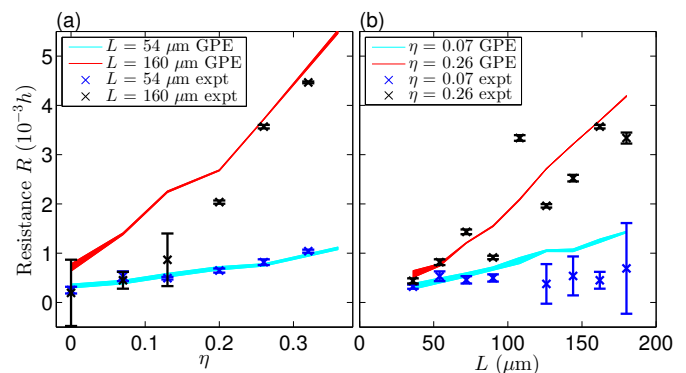 (a)
L = 54 μm GPE
L = 160 μm GPE
L = 54 μm expt
L = 160 μm expt
Resistance R (10⁻³h)
5
4
3
2
1
0
0 0.1 0.2 0.3
η
(b)
η = 0.07 GPE
η = 0.26 GPE
η = 0.07 expt
η = 0.26 expt
0 50 100 150 200
L (μm)